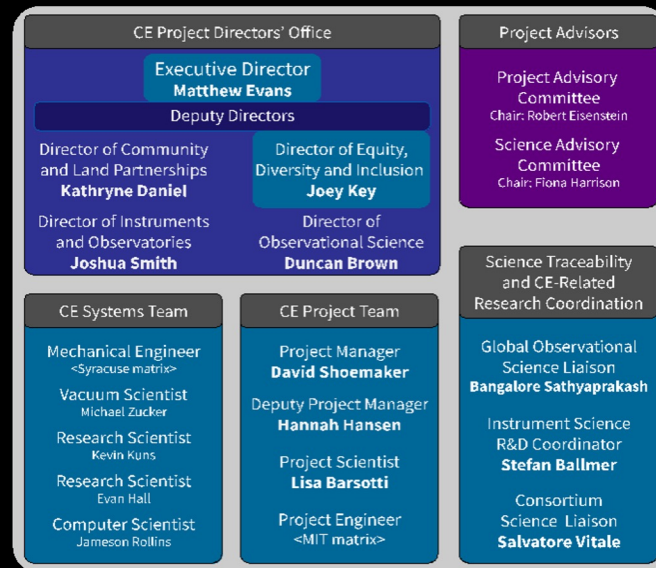 CE Project Directors' Office
Executive Director
Matthew Evans
Deputy Directors
Director of Community
and Land Partnerships
Kathryne Daniel
Director of Equity,
Diversity and Inclusion
Joey Key
Director of Instruments
and Observatories
Joshua Smith
Director of
Observational Science
Duncan Brown
Project Advisors
Project Advisory
Committee
Chair: Robert Eisenstein
Science Advisory
Committee
Chair: Fiona Harrison
CE Systems Team
Mechanical Engineer
<Syracuse matrix>
Vacuum Scientist
Michael Zucker
Research Scientist
Kevin Kuns
Research Scientist
Evan Hall
Computer Scientist
Jameson Rollins
CE Project Team
Project Manager
David Shoemaker
Deputy Project Manager
Hannah Hansen
Project Scientist
Lisa Barsotti
Project Engineer
<MIT matrix>
Science Traceability
and CE-Related
Research Coordination
Global Observational
Science Liaison
Bangalore Sathyaprakash
Instrument Science
R&D Coordinator
Stefan Ballmer
Consortium
Science Liaison
Salvatore Vitale